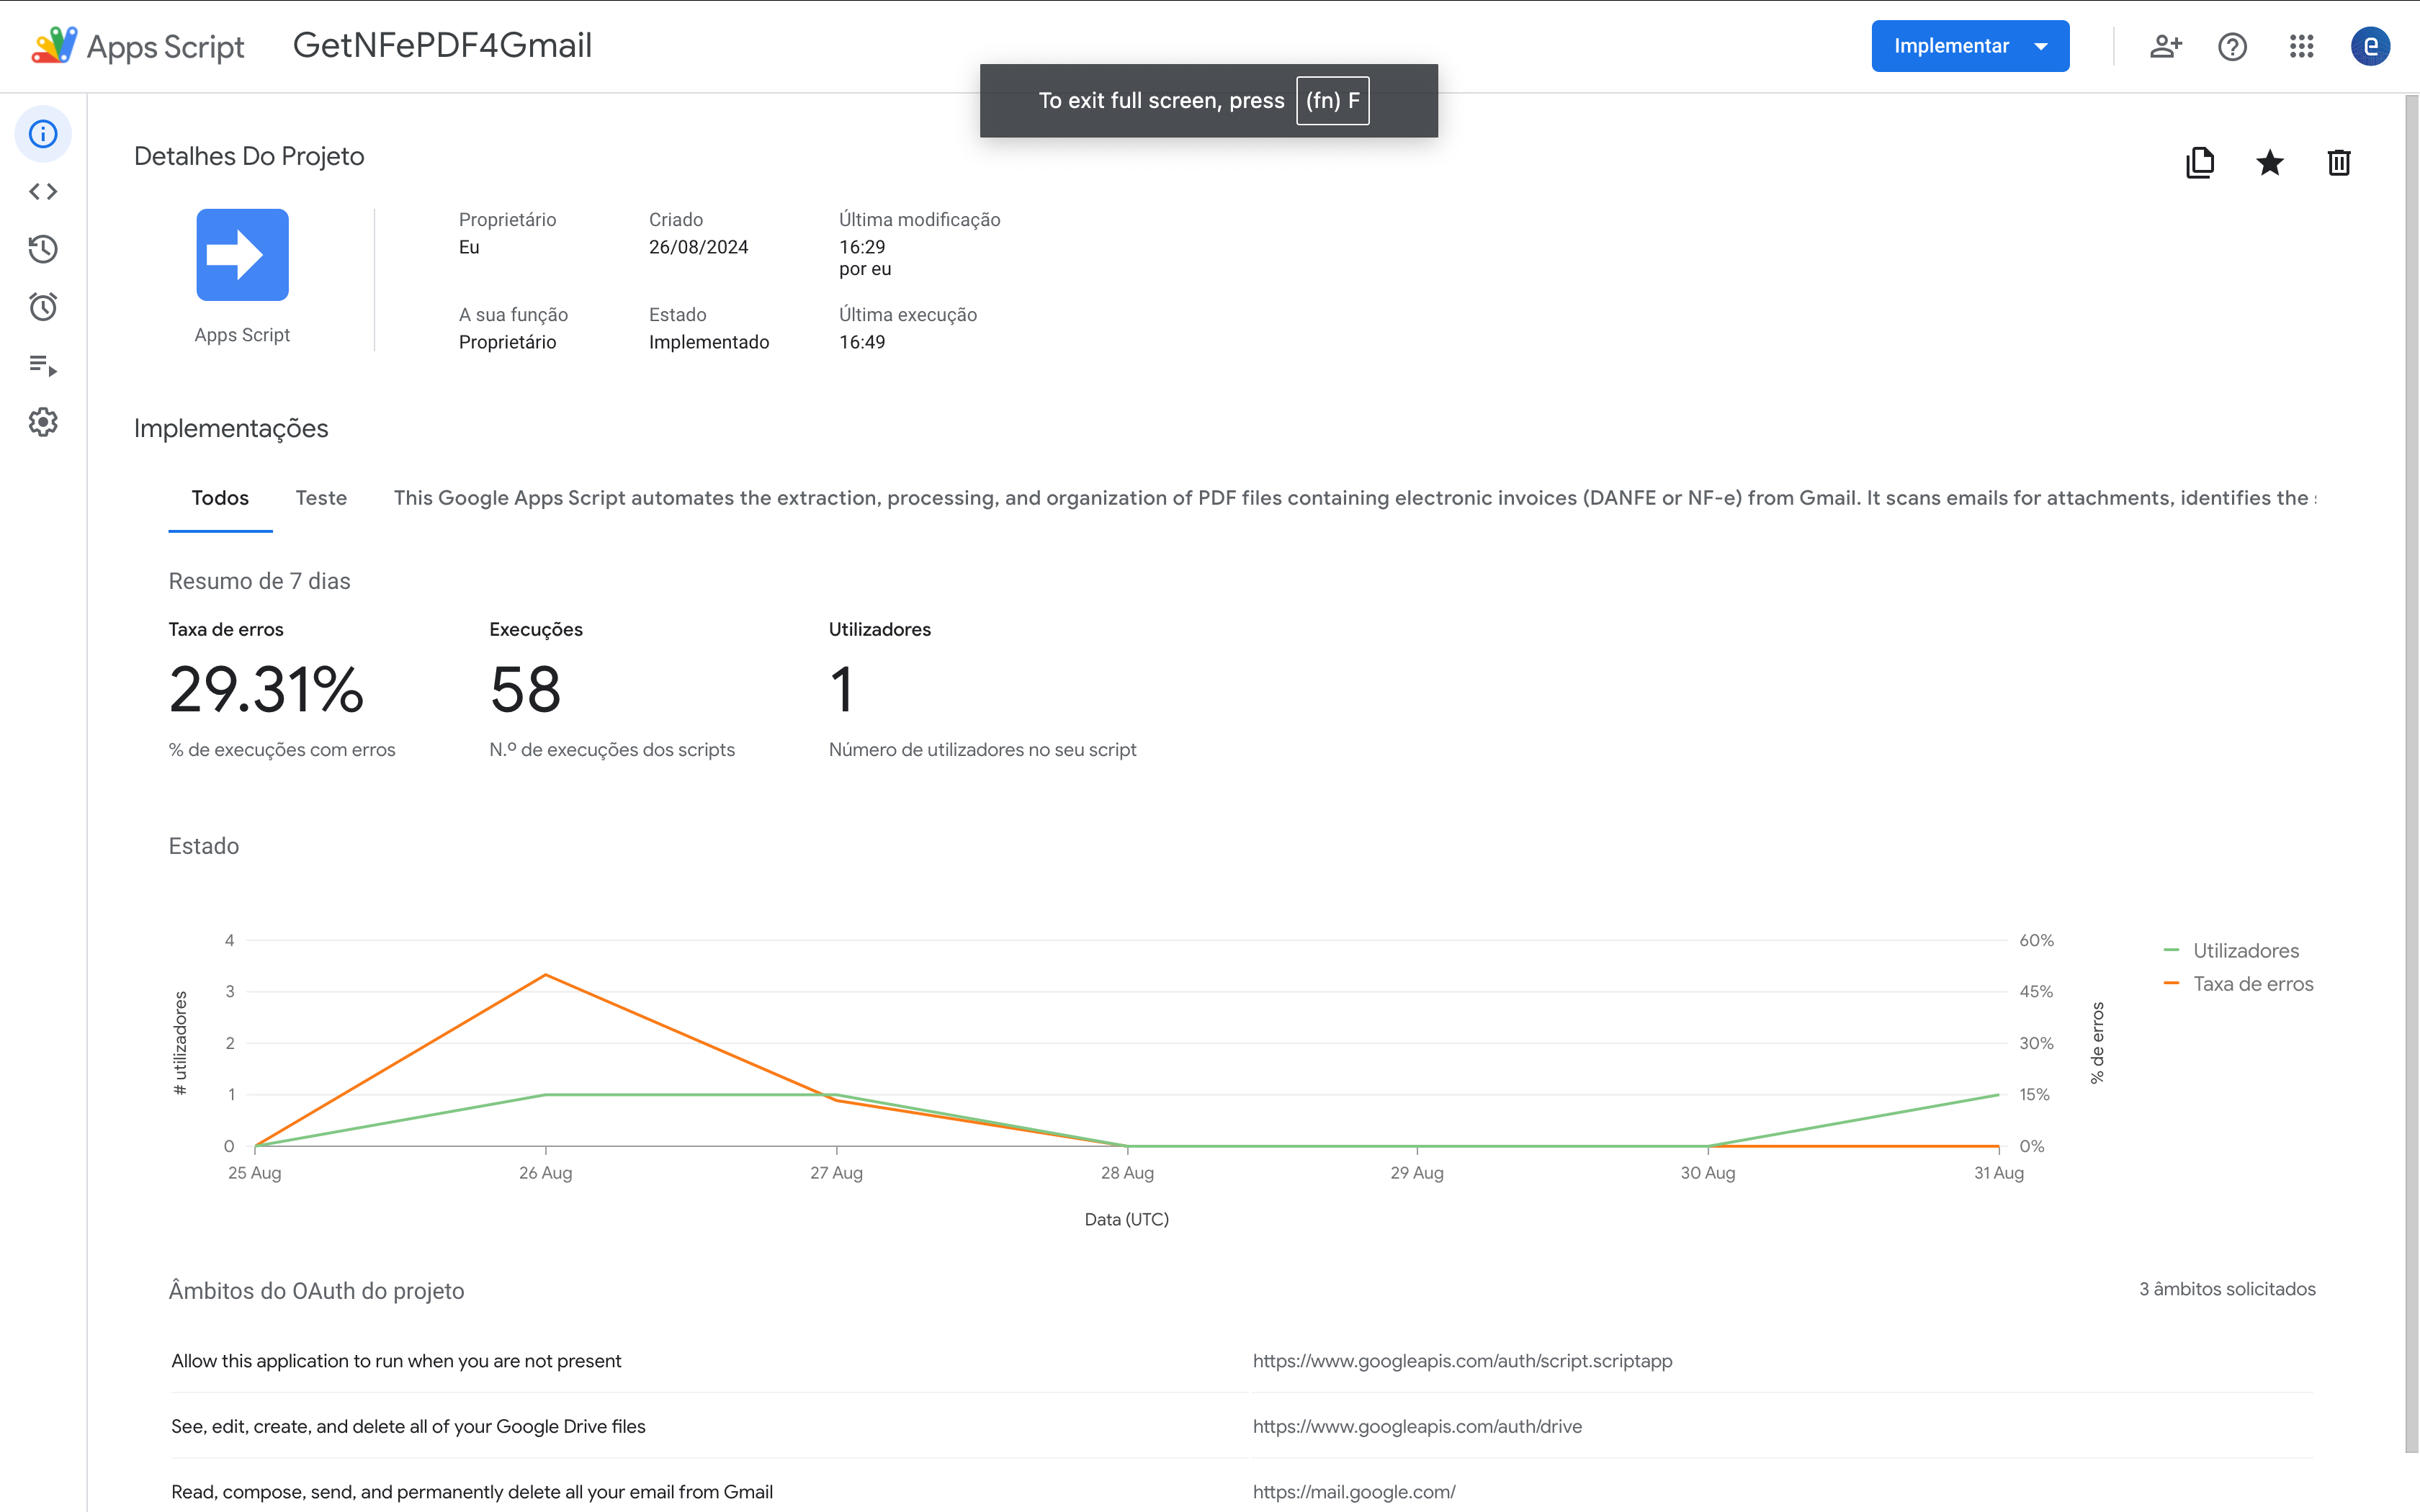 Apps Script
GetNFePDF4Gmail
Implementar
e
To exit full screen, press (fn) F
Detalhes Do Projeto
Apps Script
Proprietário
Eu
Criado
26/08/2024
Última modificação
16:29
por eu
A sua função
Proprietário
Estado
Implementado
Última execução
16:49
Implementações
Todos
Teste
This Google Apps Script automates the extraction, processing, and organization of PDF files containing electronic invoices (DANFE or NF-e) from Gmail. It scans emails for attachments, identifies the
Resumo de 7 dias
Taxa de erros
29.31%
% de execuções com erros
Execuções
58
N.º de execuções dos scripts
Utilizadores
1
Número de utilizadores no seu script
Estado
# utilizadores
4
3
2
1
0
60%
45%
30%
15%
0%
% de erros
Utilizadores
Taxa de erros
25 Aug
26 Aug
27 Aug
28 Aug
29 Aug
30 Aug
31 Aug
Data (UTC)
Âmbitos do OAuth do projeto
3 âmbitos solicitados
Allow this application to run when you are not present
https://www.googleapis.com/auth/script.scriptapp
See, edit, create, and delete all of your Google Drive files
https://www.googleapis.com/auth/drive
Read, compose, send, and permanently delete all your email from Gmail
https://mail.google.com/